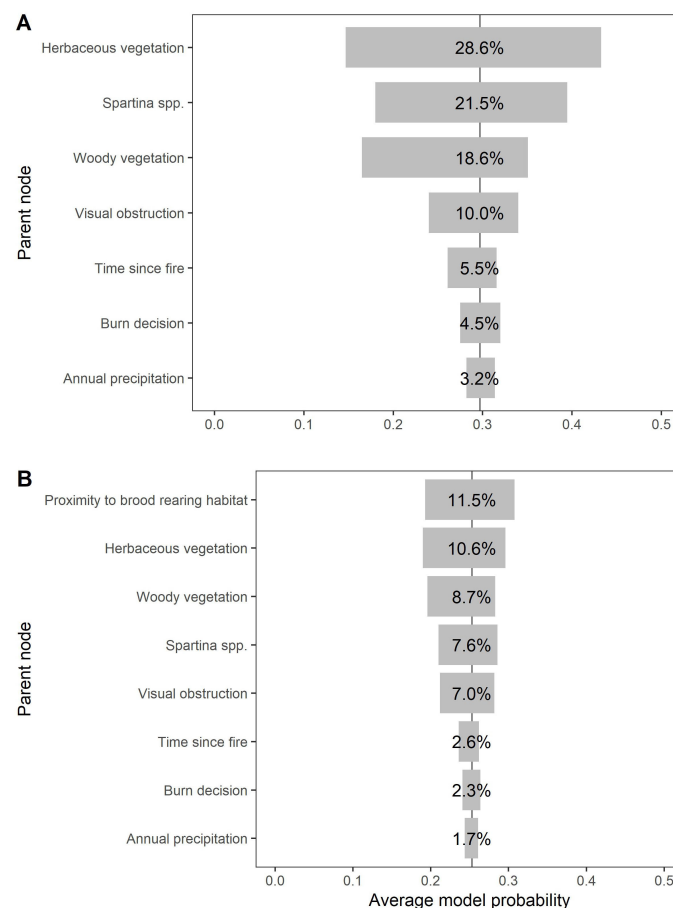 A
Parent node
Herbaceous vegetation 28.6%
Spartina spp. 21.5%
Woody vegetation 18.6%
Visual obstruction 10.0%
Time since fire 5.5%
Burn decision 4.5%
Annual precipitation 3.2%
0.0 0.1 0.2 0.3 0.4 0.5
B
Parent node
Proximity to brood rearing habitat 11.5%
Herbaceous vegetation 10.6%
Woody vegetation 8.7%
Spartina spp. 7.6%
Visual obstruction 7.0%
Time since fire 2.6%
Burn decision 2.3%
Annual precipitation 1.7%
0.0 0.1 0.2 0.3 0.4 0.5
Average model probability